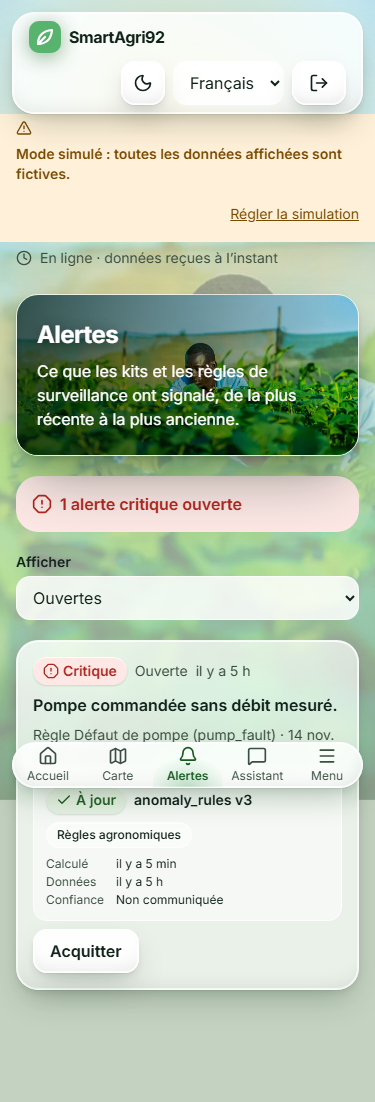 SmartAgri92
Français
Mode simulé : toutes les données affichées sont
fictives.
Régler la simulation
En ligne · données reçues à l'instant
Alertes
Ce que les kits et les règles de
surveillance ont signalé, de la plus
récente à la plus ancienne.
1 alerte critique ouverte
Afficher
Ouvertes
Critique Ouverte il y a 5 h
Pompe commandée sans débit mesuré.
Règle Défaut de pompe (pump_fault) · 14 nov.
Accueil Carte Alertes Assistant Menu
À jour anomaly_rules v3
Règles agronomiques
Calculé il y a 5 min
Données il y a 5 h
Confiance Non communiquée
Acquitter